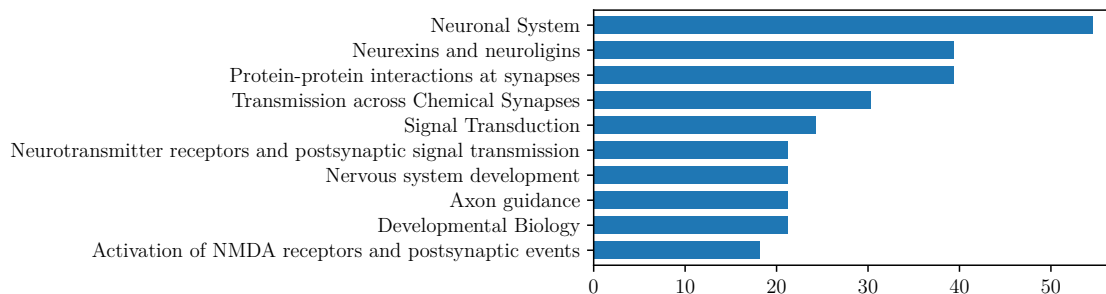 Neuronal System
Neurexins and neuroligins
Protein-protein interactions at synapses
Transmission across Chemical Synapses
Signal Transduction
Neurotransmitter receptors and postsynaptic signal transmission
Nervous system development
Axon guidance
Developmental Biology
Activation of NMDA receptors and postsynaptic events
0 10 20 30 40 50